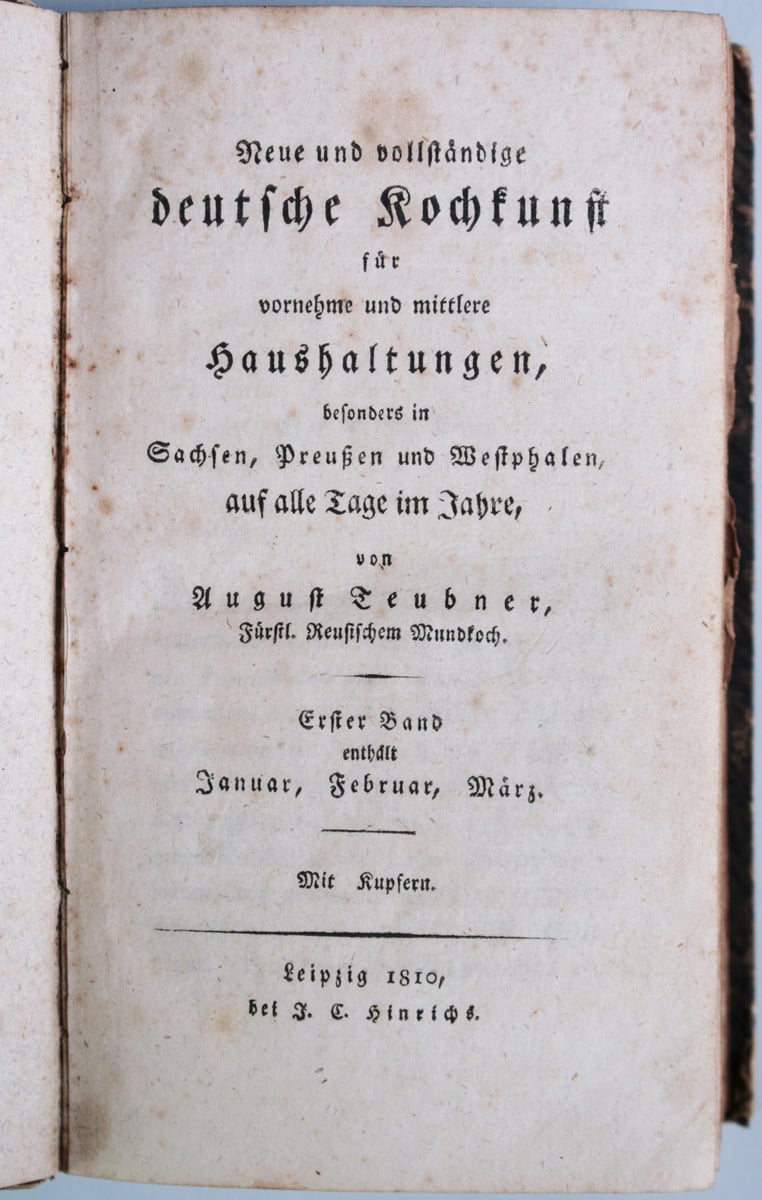 Neue und vollſtändige
deutſche Kochkunſt
für
vornehme und mittlere
Haushaltungen,
beſonders in
Sachſen, Preußen und Weſtphalen,
auf alle Tage im Jahre,
von
Auguſt Teubner,
Fürſtl. Reuſiſchem Mundkoch.
Erſter Band
enthält
Januar, Februar, März.
Mit Kupfern.
Leipzig 1810,
bei J. C. Hinrichs.